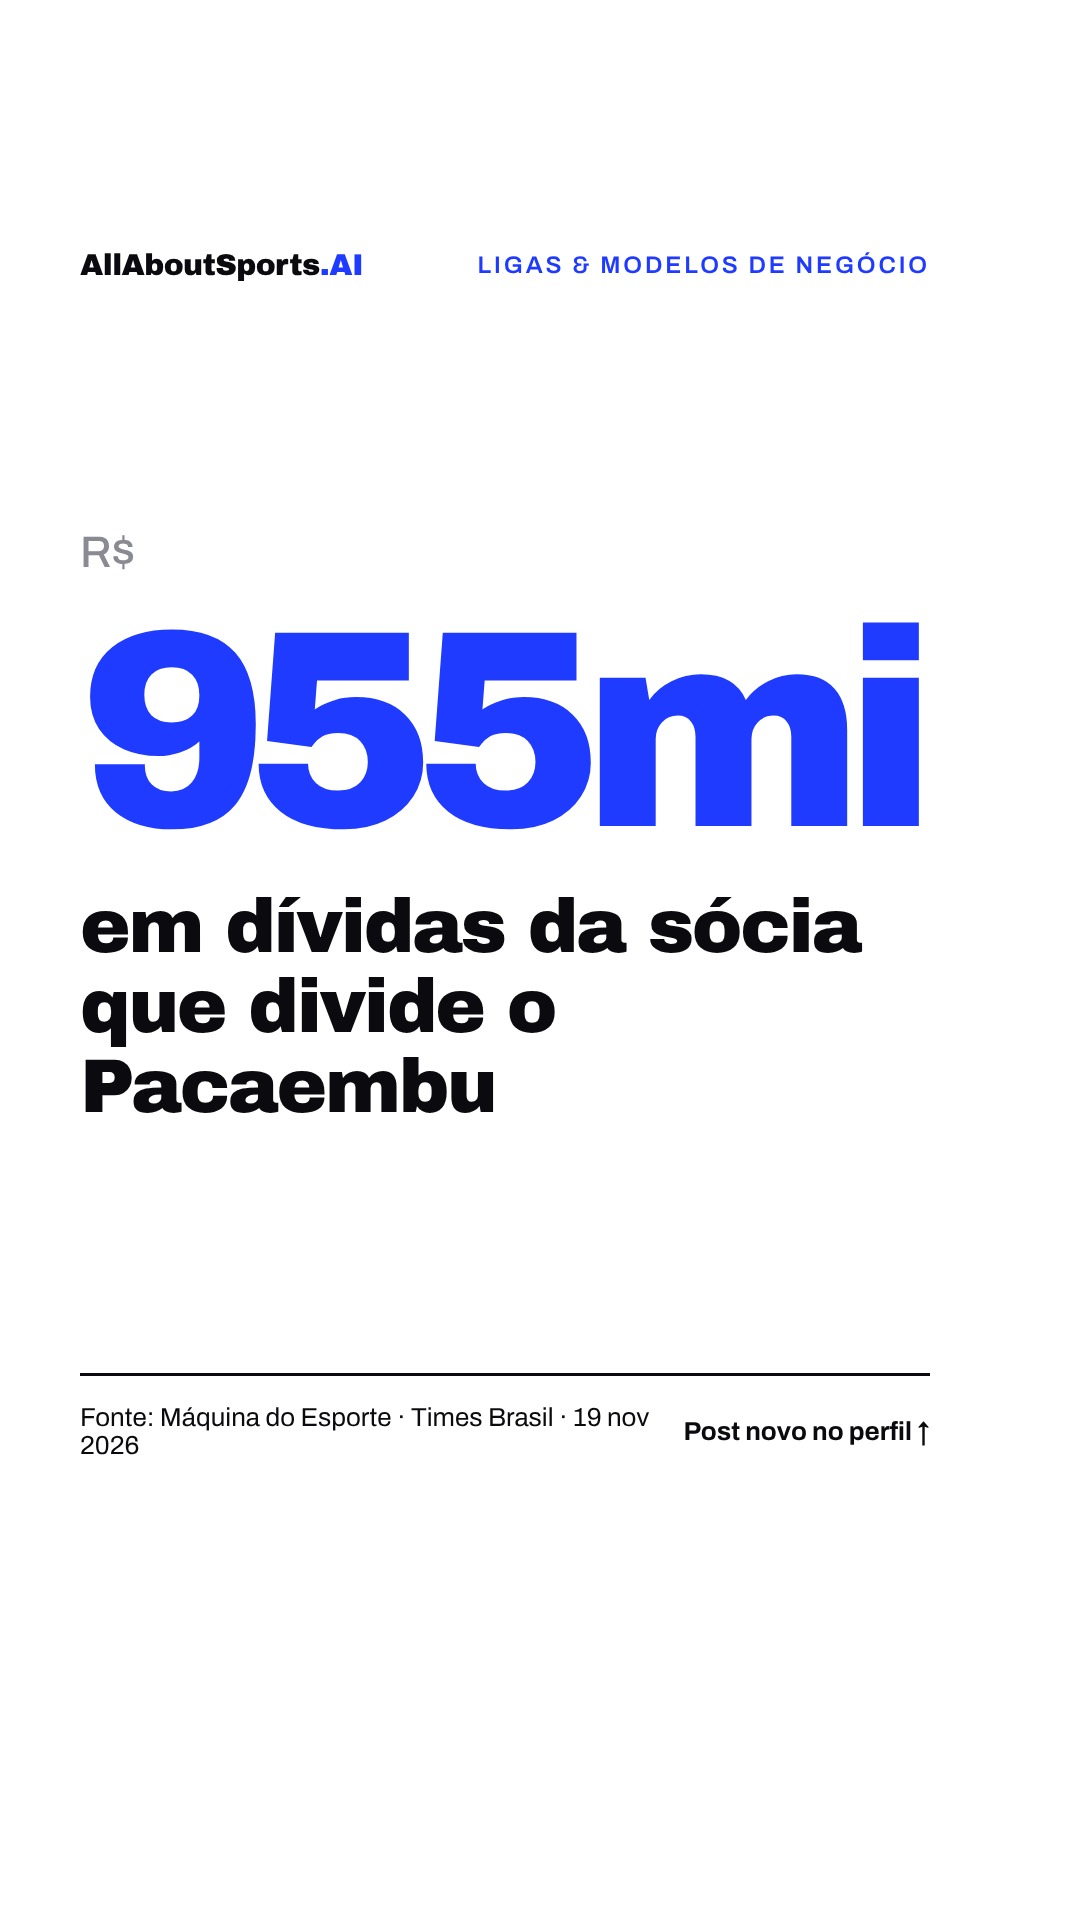 AllAboutSports.AI
LIGAS & MODELOS DE NEGÓCIO
R$
955mi
em dívidas da sócia
que divide o
Pacaembu
Fonte: Máquina do Esporte · Times Brasil · 19 nov
2026
Post novo no perfil ↑